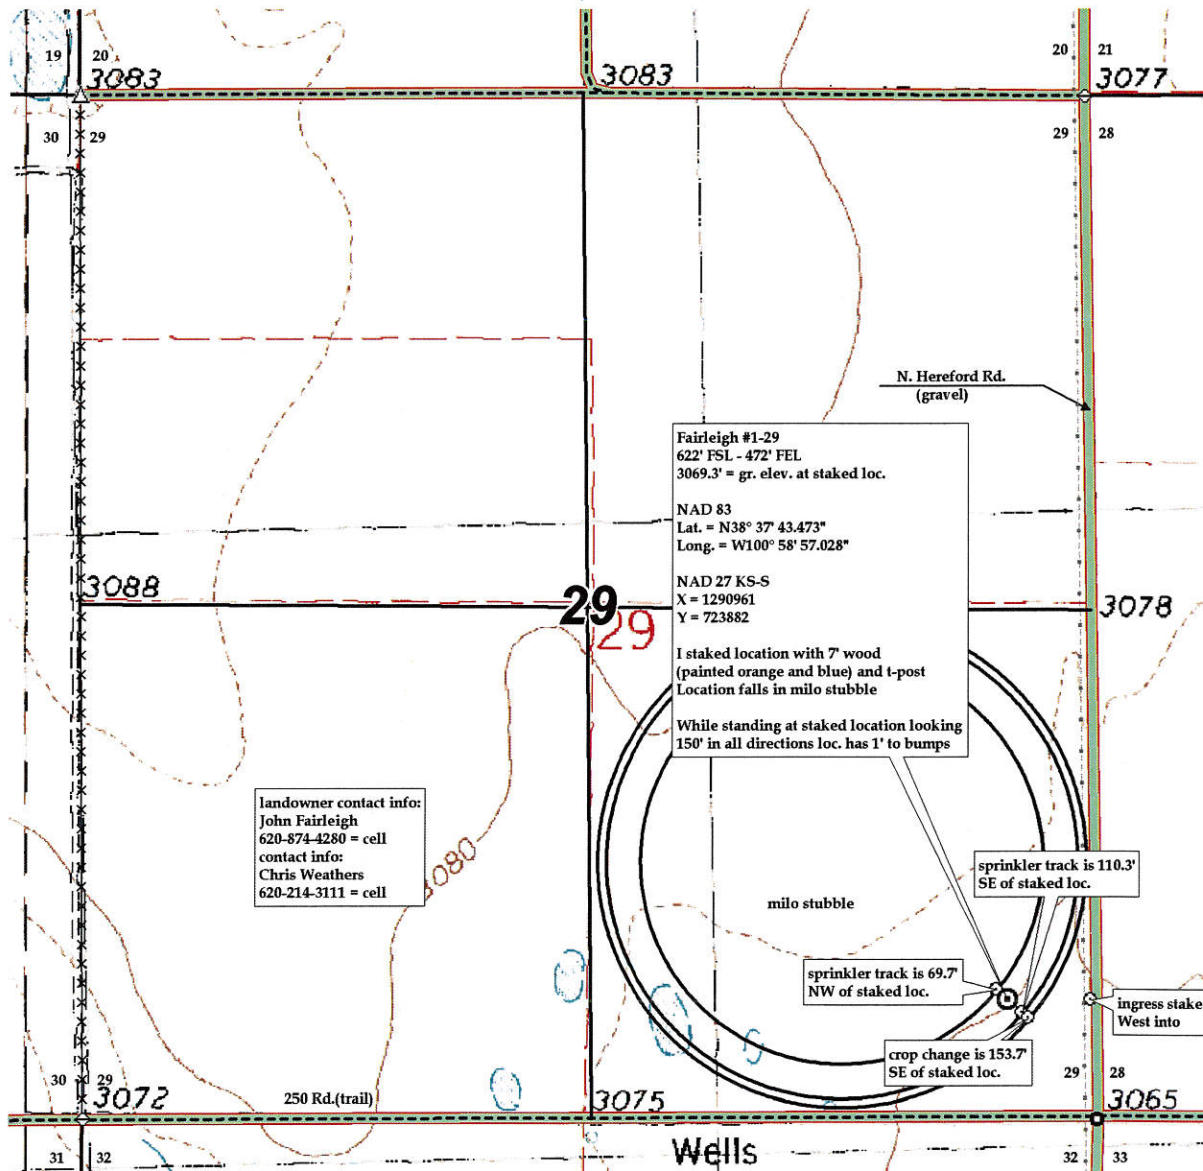 19 20
20 21
3083
3083
3077
30 29
29 28
N. Hereford Rd.
(gravel)
Fairleigh #1-29
622' FSL - 472' FEL
3069.3' = gr. elev. at staked loc.
NAD 83
Lat. = N38° 37' 43.473"
Long. = W100° 58' 57.028"
NAD 27 KS-S
X = 1290961
Y = 723882
I staked location with 7' wood
(painted orange and blue) and t-post
Location falls in milo stubble
While standing at staked location looking
150' in all directions loc. has 1' to bumps
3088
29
29
3078
landowner contact info:
John Fairleigh
620-874-4280 = cell
contact info:
Chris Weathers
620-214-3111 = cell
3080
milo stubble
sprinkler track is 110.3'
SE of staked loc.
sprinkler track is 69.7'
NW of staked loc.
ingress stake
West into
crop change is 153.7'
SE of staked loc.
30 29
29 28
3072
250 Rd.(trail)
3075
3065
Wells
31 32
32 33